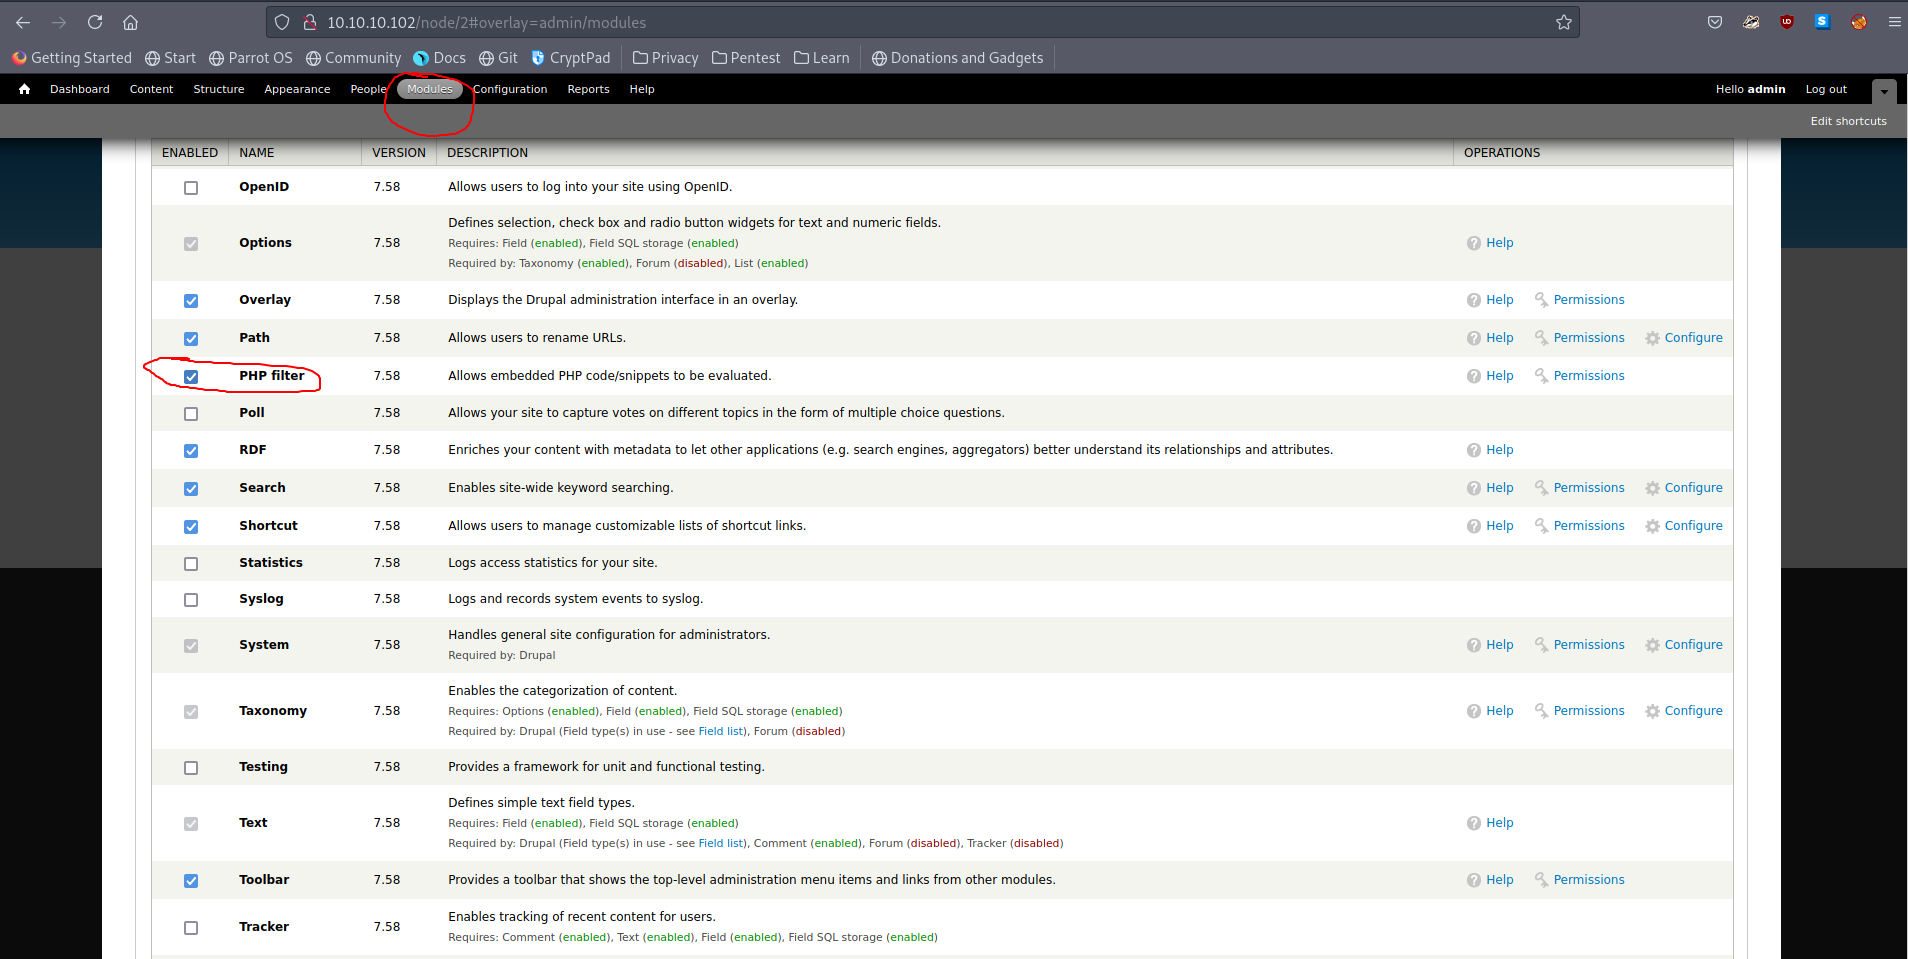 10.10.10.102/node/2#overlay=admin/modules
Getting Started Start Parrot OS Community Docs Git CryptPad Privacy Pentest Learn Donations and Gadgets
Dashboard Content Structure Appearance People Modules Configuration Reports Help Hello admin Log out
Edit shortcuts
ENABLED NAME VERSION DESCRIPTION OPERATIONS
OpenID 7.58 Allows users to log into your site using OpenID.
Defines selection, check box and radio button widgets for text and numeric fields.
Options 7.58 Requires: Field (enabled), Field SQL storage (enabled) Help
Required by: Taxonomy (enabled), Forum (disabled), List (enabled)
Overlay 7.58 Displays the Drupal administration interface in an overlay. Help Permissions
Path 7.58 Allows users to rename URLs. Help Permissions Configure
PHP filter 7.58 Allows embedded PHP code/snippets to be evaluated. Help Permissions
Poll 7.58 Allows your site to capture votes on different topics in the form of multiple choice questions.
RDF 7.58 Enriches your content with metadata to let other applications (e.g. search engines, aggregators) better understand its relationships and attributes. Help
Search 7.58 Enables site-wide keyword searching. Help Permissions Configure
Shortcut 7.58 Allows users to manage customizable lists of shortcut links. Help Permissions Configure
Statistics 7.58 Logs access statistics for your site.
Syslog 7.58 Logs and records system events to syslog.
Handles general site configuration for administrators.
System 7.58 Required by: Drupal Help Permissions Configure
Enables the categorization of content.
Taxonomy 7.58 Requires: Options (enabled), Field (enabled), Field SQL storage (enabled) Help Permissions Configure
Required by: Drupal (Field type(s) in use - see Field list), Forum (disabled)
Testing 7.58 Provides a framework for unit and functional testing.
Defines simple text field types.
Text 7.58 Requires: Field (enabled), Field SQL storage (enabled) Help
Required by: Drupal (Field type(s) in use - see Field list), Comment (enabled), Forum (disabled), Tracker (disabled)
Toolbar 7.58 Provides a toolbar that shows the top-level administration menu items and links from other modules. Help Permissions
Enables tracking of recent content for users.
Tracker 7.58 Requires: Comment (enabled), Text (enabled), Field (enabled), Field SQL storage (enabled)